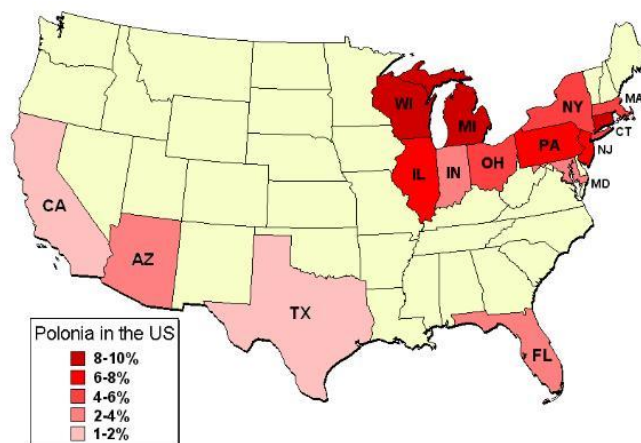 WI
MI
NY
MA
CT
NJ
PA
OH
IN
IL
MD
CA
AZ
TX
FL
Polonia in the US
8-10%
6-8%
4-6%
2-4%
1-2%